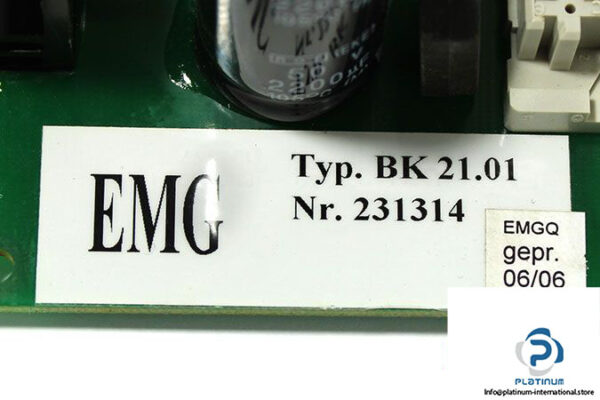 EMG
Typ. BK 21.01
Nr. 231314
EMGQ
gepr.
06/06
PLATINUM
Info@platinum-international.store